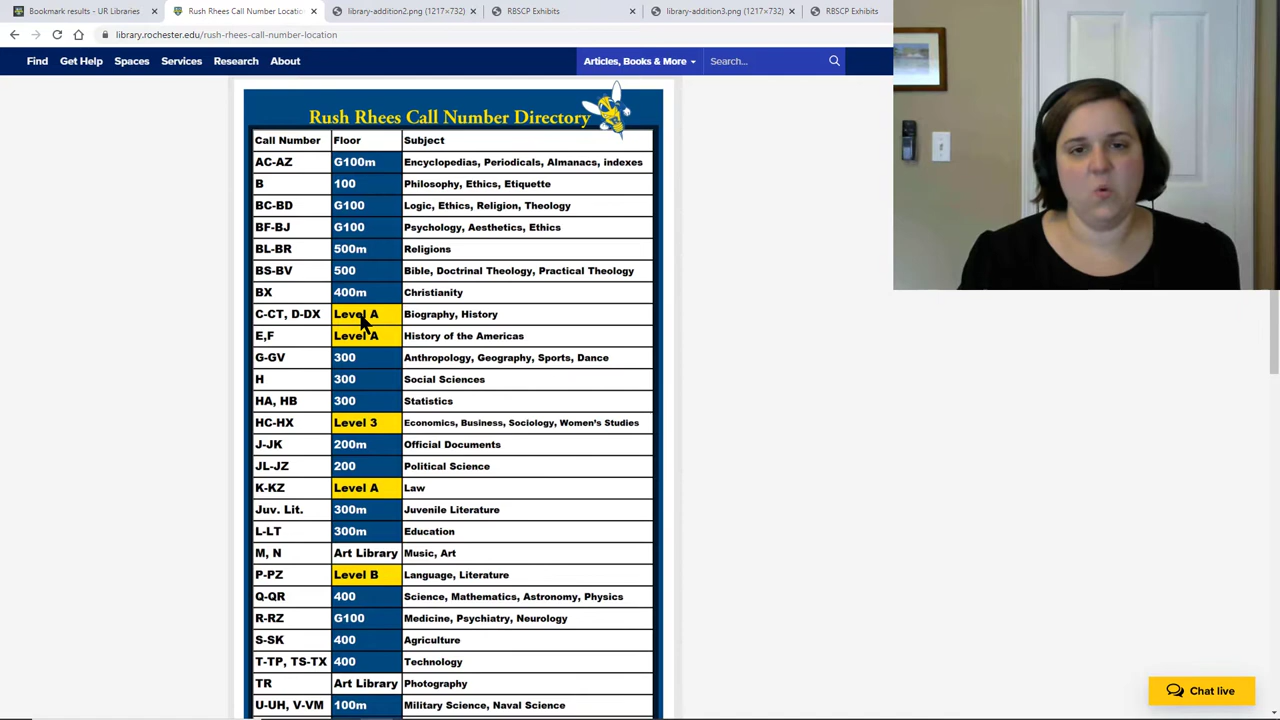 Bookmark results - UR Libraries
Rush Rhees Call Number Locatio
library-addition2.png (1217×732)
RBSCP Exhibits
library-addition3.png (1217×732)
RBSCP Exhibits
library.rochester.edu/rush-rhees-call-number-location
Find Get Help Spaces Services Research About Articles, Books & More Search...
Rush Rhees Call Number Directory
Call Number Floor Subject
AC-AZ G100m Encyclopedias, Periodicals, Almanacs, indexes
B 100 Philosophy, Ethics, Etiquette
BC-BD G100 Logic, Ethics, Religion, Theology
BF-BJ G100 Psychology, Aesthetics, Ethics
BL-BR 500m Religions
BS-BV 500 Bible, Doctrinal Theology, Practical Theology
BX 400m Christianity
C-CT, D-DX Level A Biography, History
E,F Level A History of the Americas
G-GV 300 Anthropology, Geography, Sports, Dance
H 300 Social Sciences
HA, HB 300 Statistics
HC-HX Level 3 Economics, Business, Sociology, Women's Studies
J-JK 200m Official Documents
JL-JZ 200 Political Science
K-KZ Level A Law
Juv. Lit. 300m Juvenile Literature
L-LT 300m Education
M, N Art Library Music, Art
P-PZ Level B Language, Literature
Q-QR 400 Science, Mathematics, Astronomy, Physics
R-RZ G100 Medicine, Psychiatry, Neurology
S-SK 400 Agriculture
T-TP, TS-TX 400 Technology
TR Art Library Photography
U-UH, V-VM 100m Military Science, Naval Science
Chat live